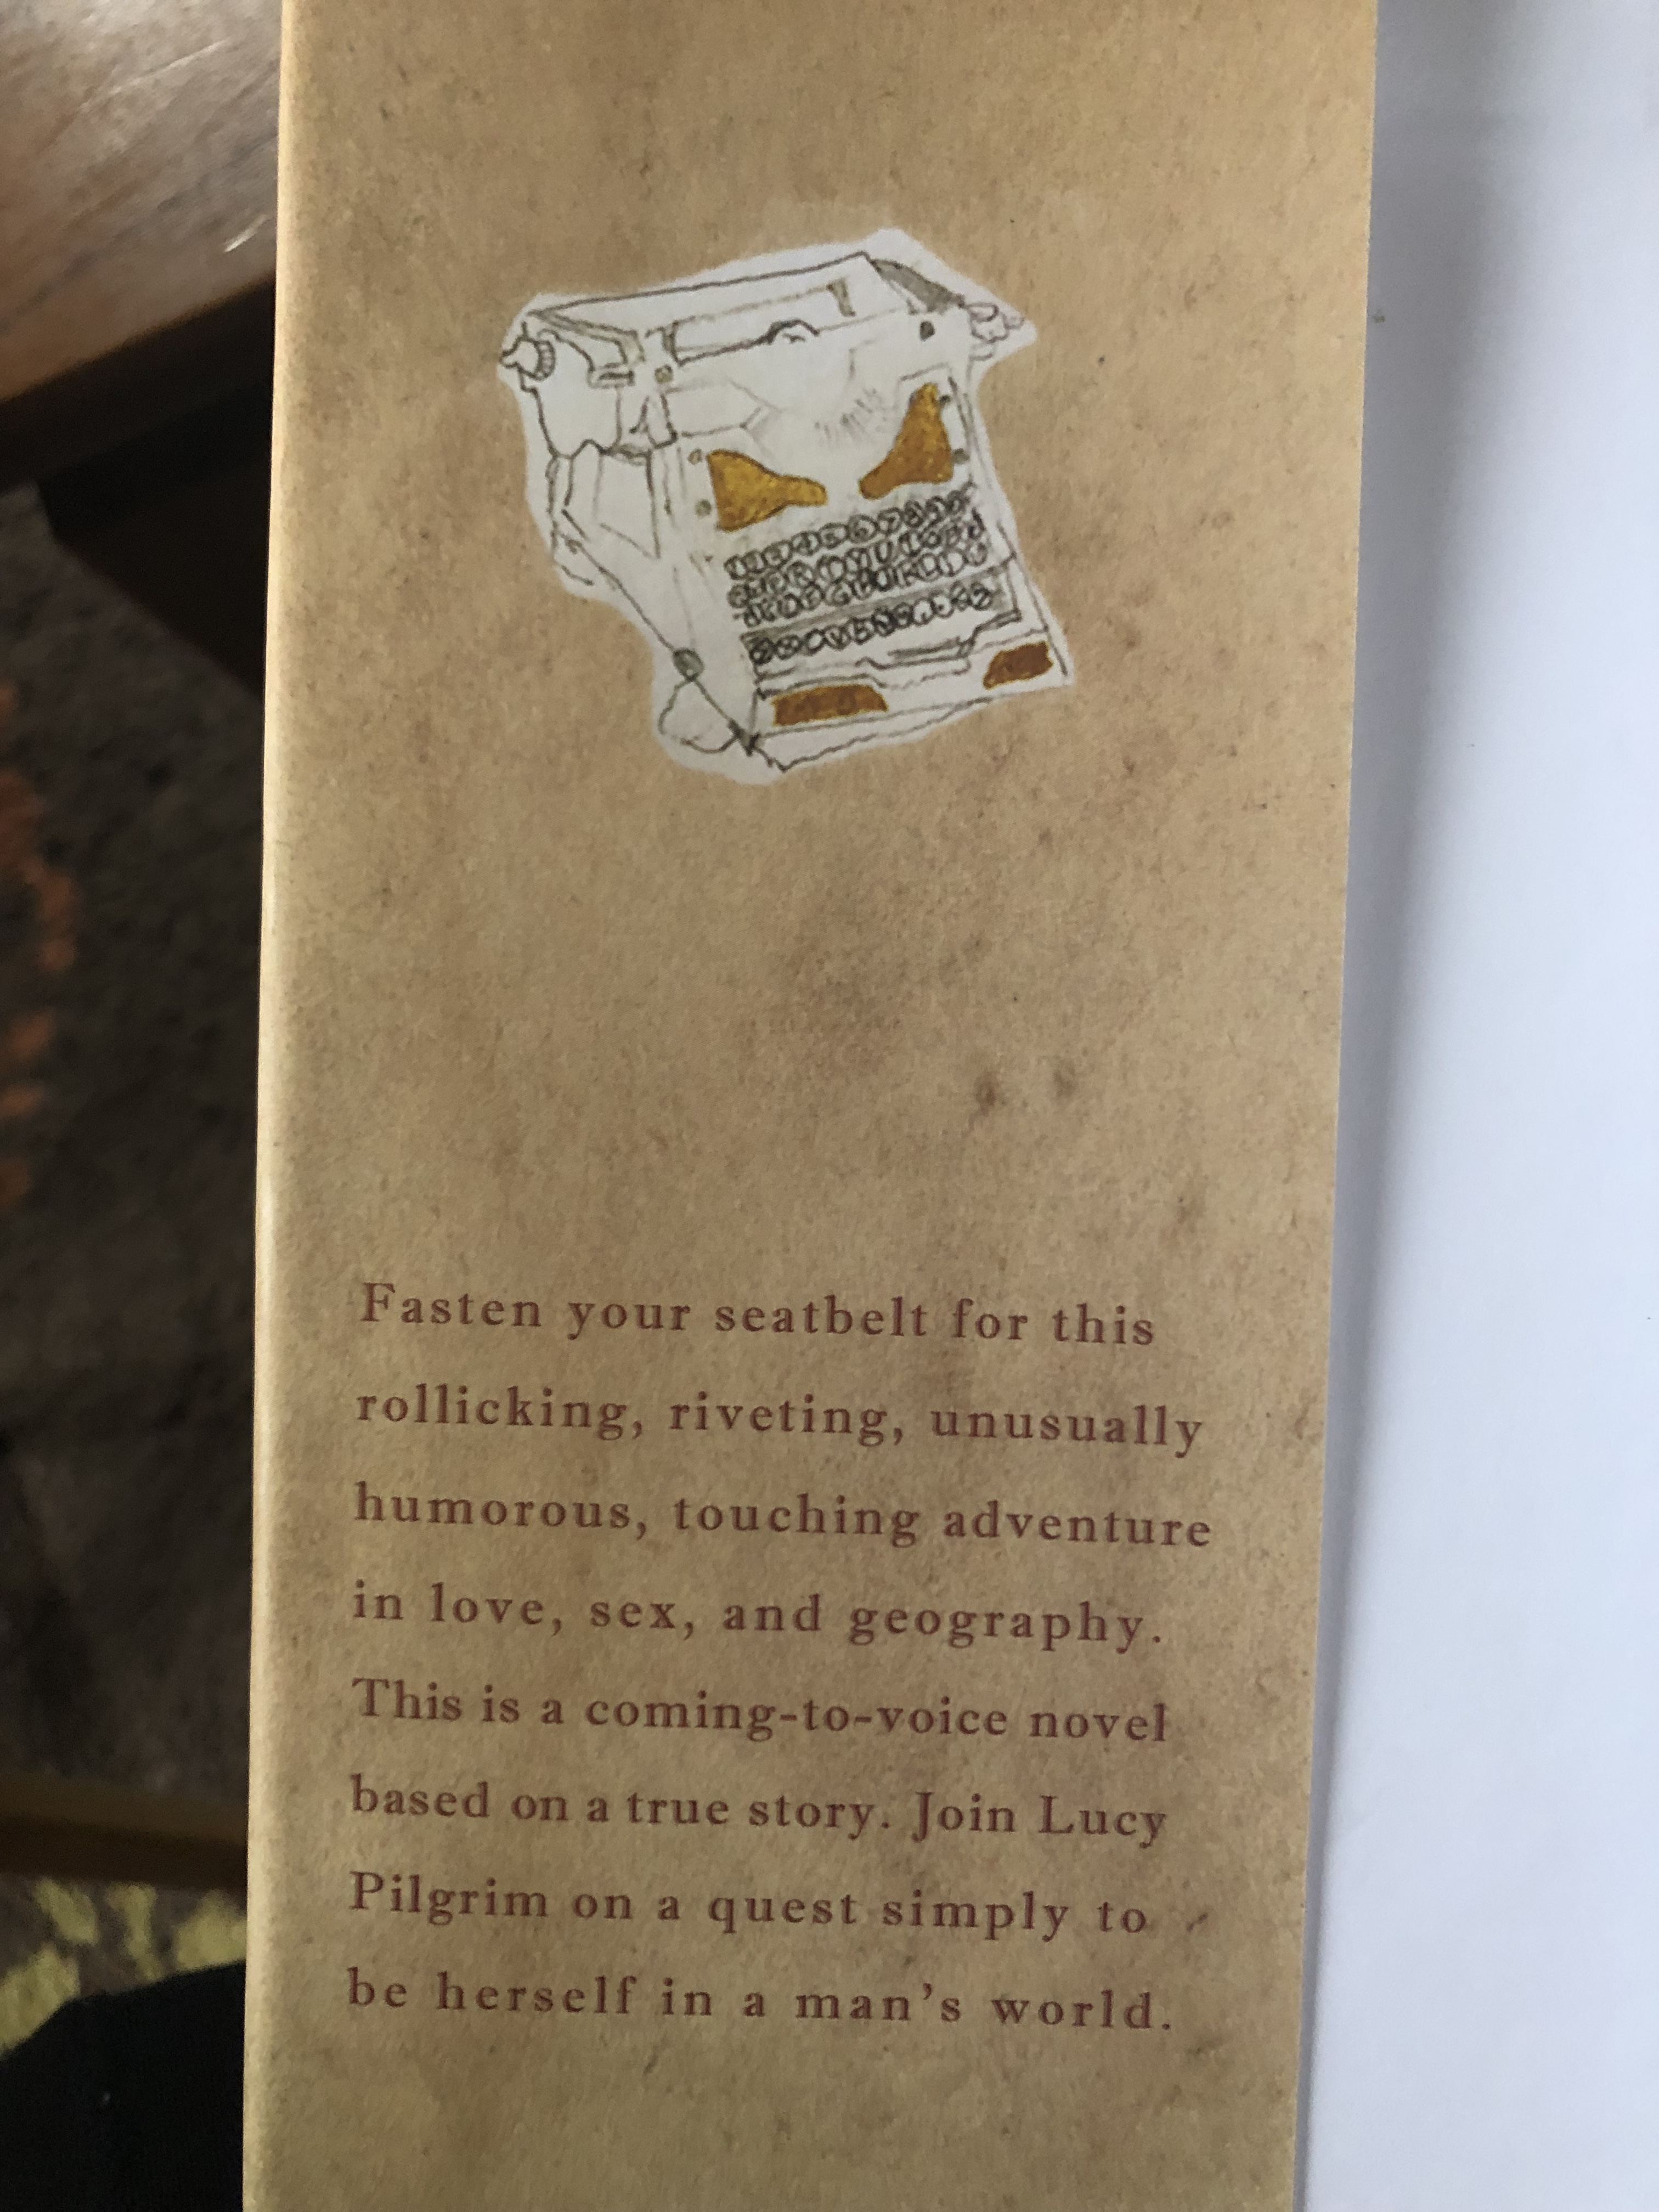 Fasten your seatbelt for this
rollicking, riveting, unusually
humorous, touching adventure
in love, sex, and geography.
This is a coming-to-voice novel
based on a true story. Join Lucy
Pilgrim on a quest simply to
be herself in a man’s world.